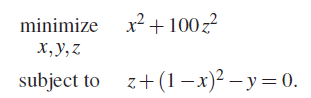 minimize x² + 100z²
x,y,z
subject to z+(1−x)²−y=0.